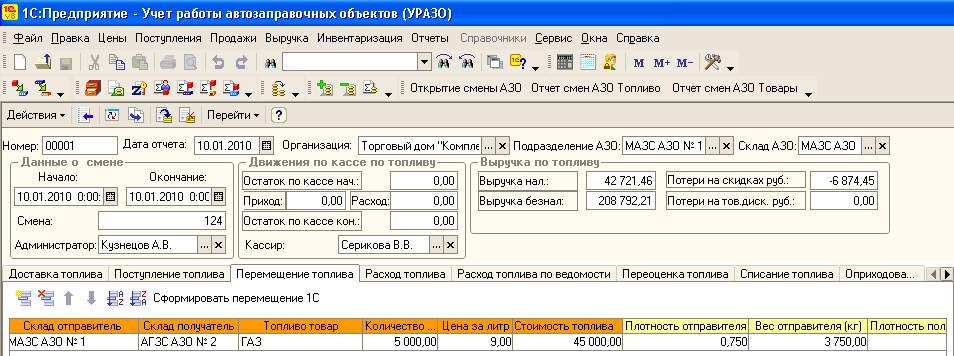 1С:Предприятие - Учет работы автозаправочных объектов (УРАЗО)
Файл Правка Цены Поступления Продажи Выручка Инвентаризация Отчеты Справочники Сервис Окна Справка
M M+ M-
Открытие смены АЗО Отчет смен АЗО Топливо Отчет смен АЗО Товары
Действия Перейти
Номер: 00001 Дата отчета: 10.01.2010 Организация: Торговый дом "Компле ... Подразделение АЗО: МАЗС АЗО № 1 ... Склад АЗО: МАЗС АЗО ...
Данные о смене Движения по кассе по топливу Выручка по топливу
Начало: Окончание: Остаток по кассе нач.: 0,00 Выручка нал.: 42 721,46 Потери на скидках руб.: -6 874,45
10.01.2010 0:00: 10.01.2010 0:00 Приход: 0,00 Расход: 0,00 Выручка безнал: 208 792,21 Потери на тов.диск. руб.: 0,00
Смена: 124 Остаток по кассе кон.: 0,00
Администратор: Кузнецов А.В. ... Кассир: Серикова В.В. ...
Доставка топлива Поступление топлива Перемещение топлива Расход топлива Расход топлива по ведомости Переоценка топлива Списание топлива Оприходова...
Сформировать перемещение 1С
Склад отправитель Склад получатель Топливо товар Количество ... Цена за литр Стоимость топлива Плотность отправителя Вес отправителя (кг) Плотность пол
МАЗС АЗО № 1 АГЗС АЗО № 2 ГАЗ 5 000,00 9,00 45 000,00 0,750 3 750,00